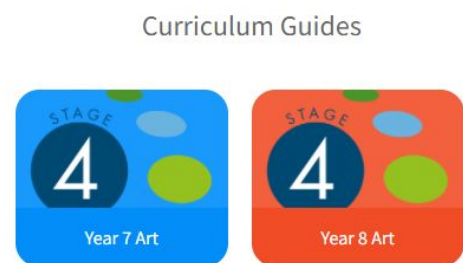 Curriculum Guides
STAGE
4
Year 7 Art
STAGE
4
Year 8 Art